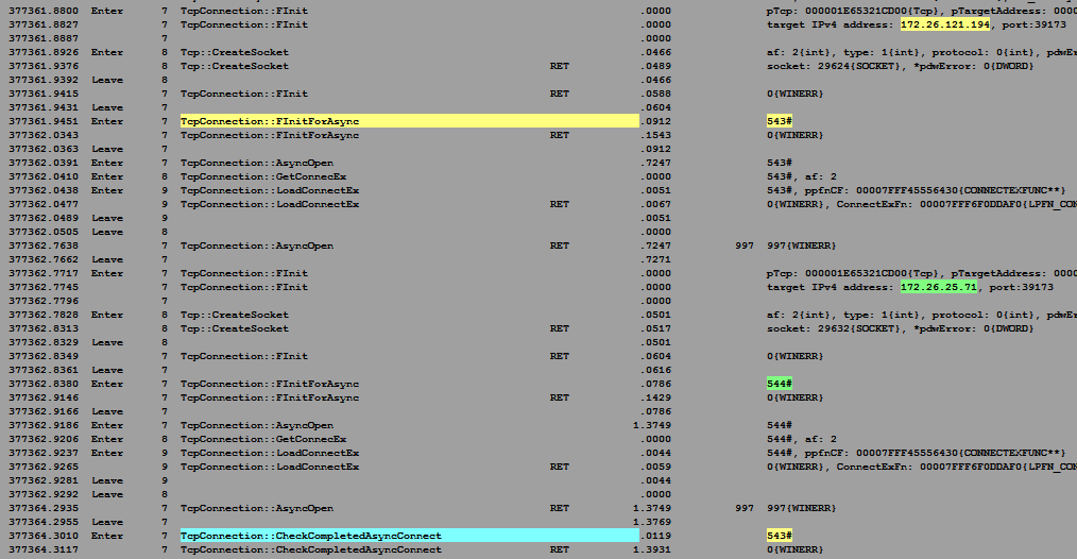 377361.8800 Enter 7 TcpConnection::FInit .0000 pTcp: 000001E65321CD00{Tcp}, pTargetAddress: 0000
377361.8827 7 TcpConnection::FInit .0000 target IPv4 address: 172.26.121.194, port:39173
377361.8887 7 .0000
377361.8926 Enter 8 Tcp::CreateSocket .0466 af: 2{int}, type: 1{int}, protocol: 0{int}, pdwE
377361.9376 8 Tcp::CreateSocket RET .0489 socket: 29624{SOCKET}, *pdwError: 0{DWORD}
377361.9392 Leave 8 .0466
377361.9415 7 TcpConnection::FInit RET .0588 0{WINERR}
377361.9431 Leave 7 .0604
377361.9451 Enter 7 TcpConnection::FInitForAsync .0912 543#
377362.0343 7 TcpConnection::FInitForAsync RET .1543 0{WINERR}
377362.0363 Leave 7 .0912
377362.0391 Enter 7 TcpConnection::AsyncOpen .7247 543#
377362.0410 Enter 8 TcpConnection::GetConnecEx .0000 543#, af: 2
377362.0438 Enter 9 TcpConnection::LoadConnectEx .0051 543#, ppfnCF: 00007FFF45556430{CONNECTEXFUNC**}
377362.0477 9 TcpConnection::LoadConnectEx RET .0067 0{WINERR}, ConnectExFn: 00007FFF6F0DDAF0{LPFN_CON
377362.0489 Leave 9 .0051
377362.0505 Leave 8 .0000
377362.7638 7 TcpConnection::AsyncOpen RET .7247 997 997{WINERR}
377362.7662 Leave 7 .7271
377362.7717 Enter 7 TcpConnection::FInit .0000 pTcp: 000001E65321CD00{Tcp}, pTargetAddress: 0000
377362.7745 7 TcpConnection::FInit .0000 target IPv4 address: 172.26.25.71, port:39173
377362.7796 7 .0000
377362.7828 Enter 8 Tcp::CreateSocket .0501 af: 2{int}, type: 1{int}, protocol: 0{int}, pdwE
377362.8313 8 Tcp::CreateSocket RET .0517 socket: 29632{SOCKET}, *pdwError: 0{DWORD}
377362.8329 Leave 8 .0501
377362.8349 7 TcpConnection::FInit RET .0604 0{WINERR}
377362.8361 Leave 7 .0616
377362.8380 Enter 7 TcpConnection::FInitForAsync .0786 544#
377362.9146 7 TcpConnection::FInitForAsync RET .1429 0{WINERR}
377362.9166 Leave 7 .0786
377362.9186 Enter 7 TcpConnection::AsyncOpen 1.3749 544#
377362.9206 Enter 8 TcpConnection::GetConnecEx .0000 544#, af: 2
377362.9237 Enter 9 TcpConnection::LoadConnectEx .0044 544#, ppfnCF: 00007FFF45556430{CONNECTEXFUNC**}
377362.9265 9 TcpConnection::LoadConnectEx RET .0059 0{WINERR}, ConnectExFn: 00007FFF6F0DDAF0{LPFN_CON
377362.9281 Leave 9 .0044
377362.9292 Leave 8 .0000
377364.2935 7 TcpConnection::AsyncOpen RET 1.3749 997 997{WINERR}
377364.2955 Leave 7 1.3769
377364.3010 Enter 7 TcpConnection::CheckCompletedAsyncConnect .0119 543#
377364.3117 7 TcpConnection::CheckCompletedAsyncConnect RET 1.3931 0{WINERR}